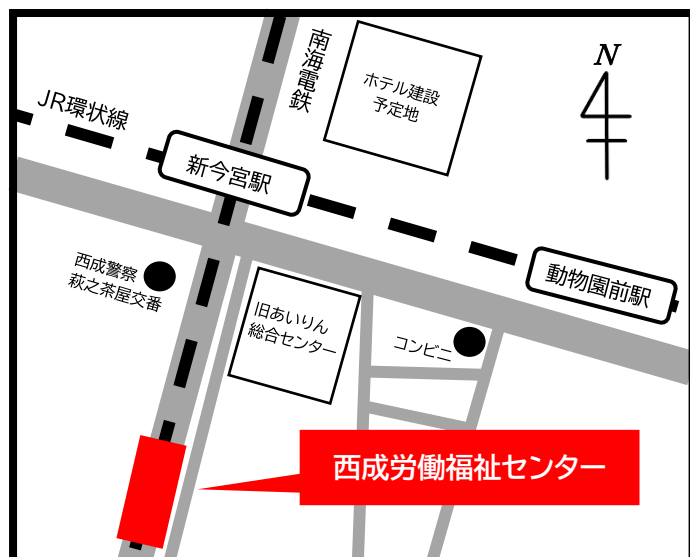 南海電鉄
ホテル建設
予定地
N
JR環状線
新今宮駅
動物園前駅
西成警察
萩之茶屋交番
旧あいりん
総合センター
コンビニ
西成労働福祉センター